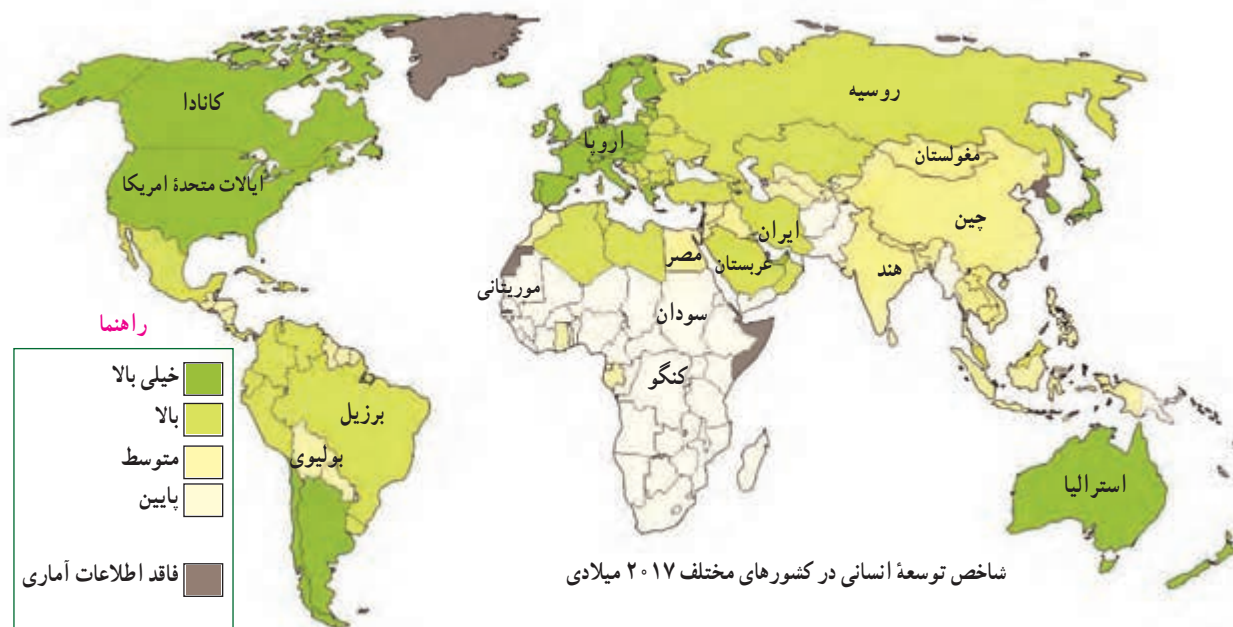 کانادا
ایالات متحدهٔ امریکا
روسیه
اروپا
مغولستان
چین
ایران
هند
مصر
عربستان
موریتانی
سودان
کنگو
برزیل
بولیوی
استرالیا
راهنما
خیلی بالا
بالا
متوسط
پایین
فاقد اطلاعات آماری
شاخص توسعهٔ انسانی در کشورهای مختلف ۲۰۱۷ میلادی